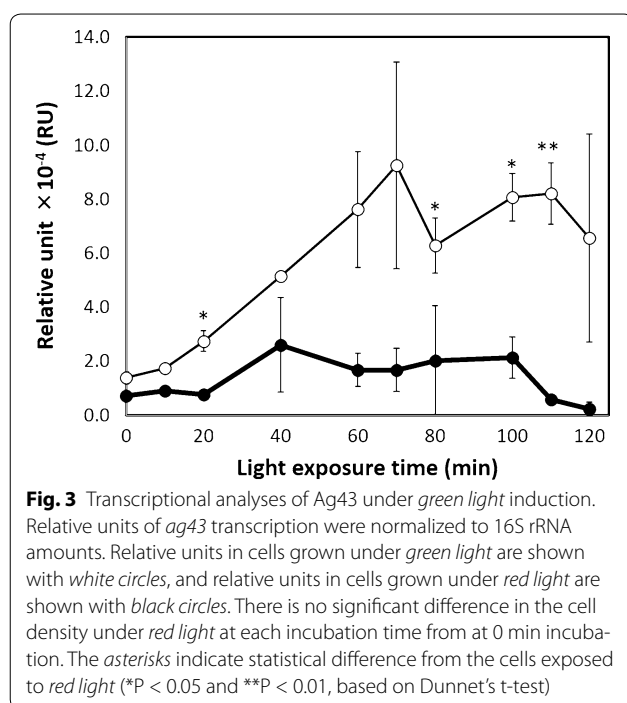 14.0
12.0
10.0
8.0
6.0
4.0
2.0
0.0
Relative unit ×10⁻⁴ (RU)
*
*
*
**
0 20 40 60 80 100 120
Light exposure time (min)
Fig. 3 Transcriptional analyses of Ag43 under green light induction.
Relative units of ag43 transcription were normalized to 16S rRNA
amounts. Relative units in cells grown under green light are shown
with white circles, and relative units in cells grown under red light are
shown with black circles. There is no significant difference in the cell
density under red light at each incubation time from at 0 min incuba-
tion. The asterisks indicate statistical difference from the cells exposed
to red light (*P < 0.05 and **P < 0.01, based on Dunnet’s t-test)